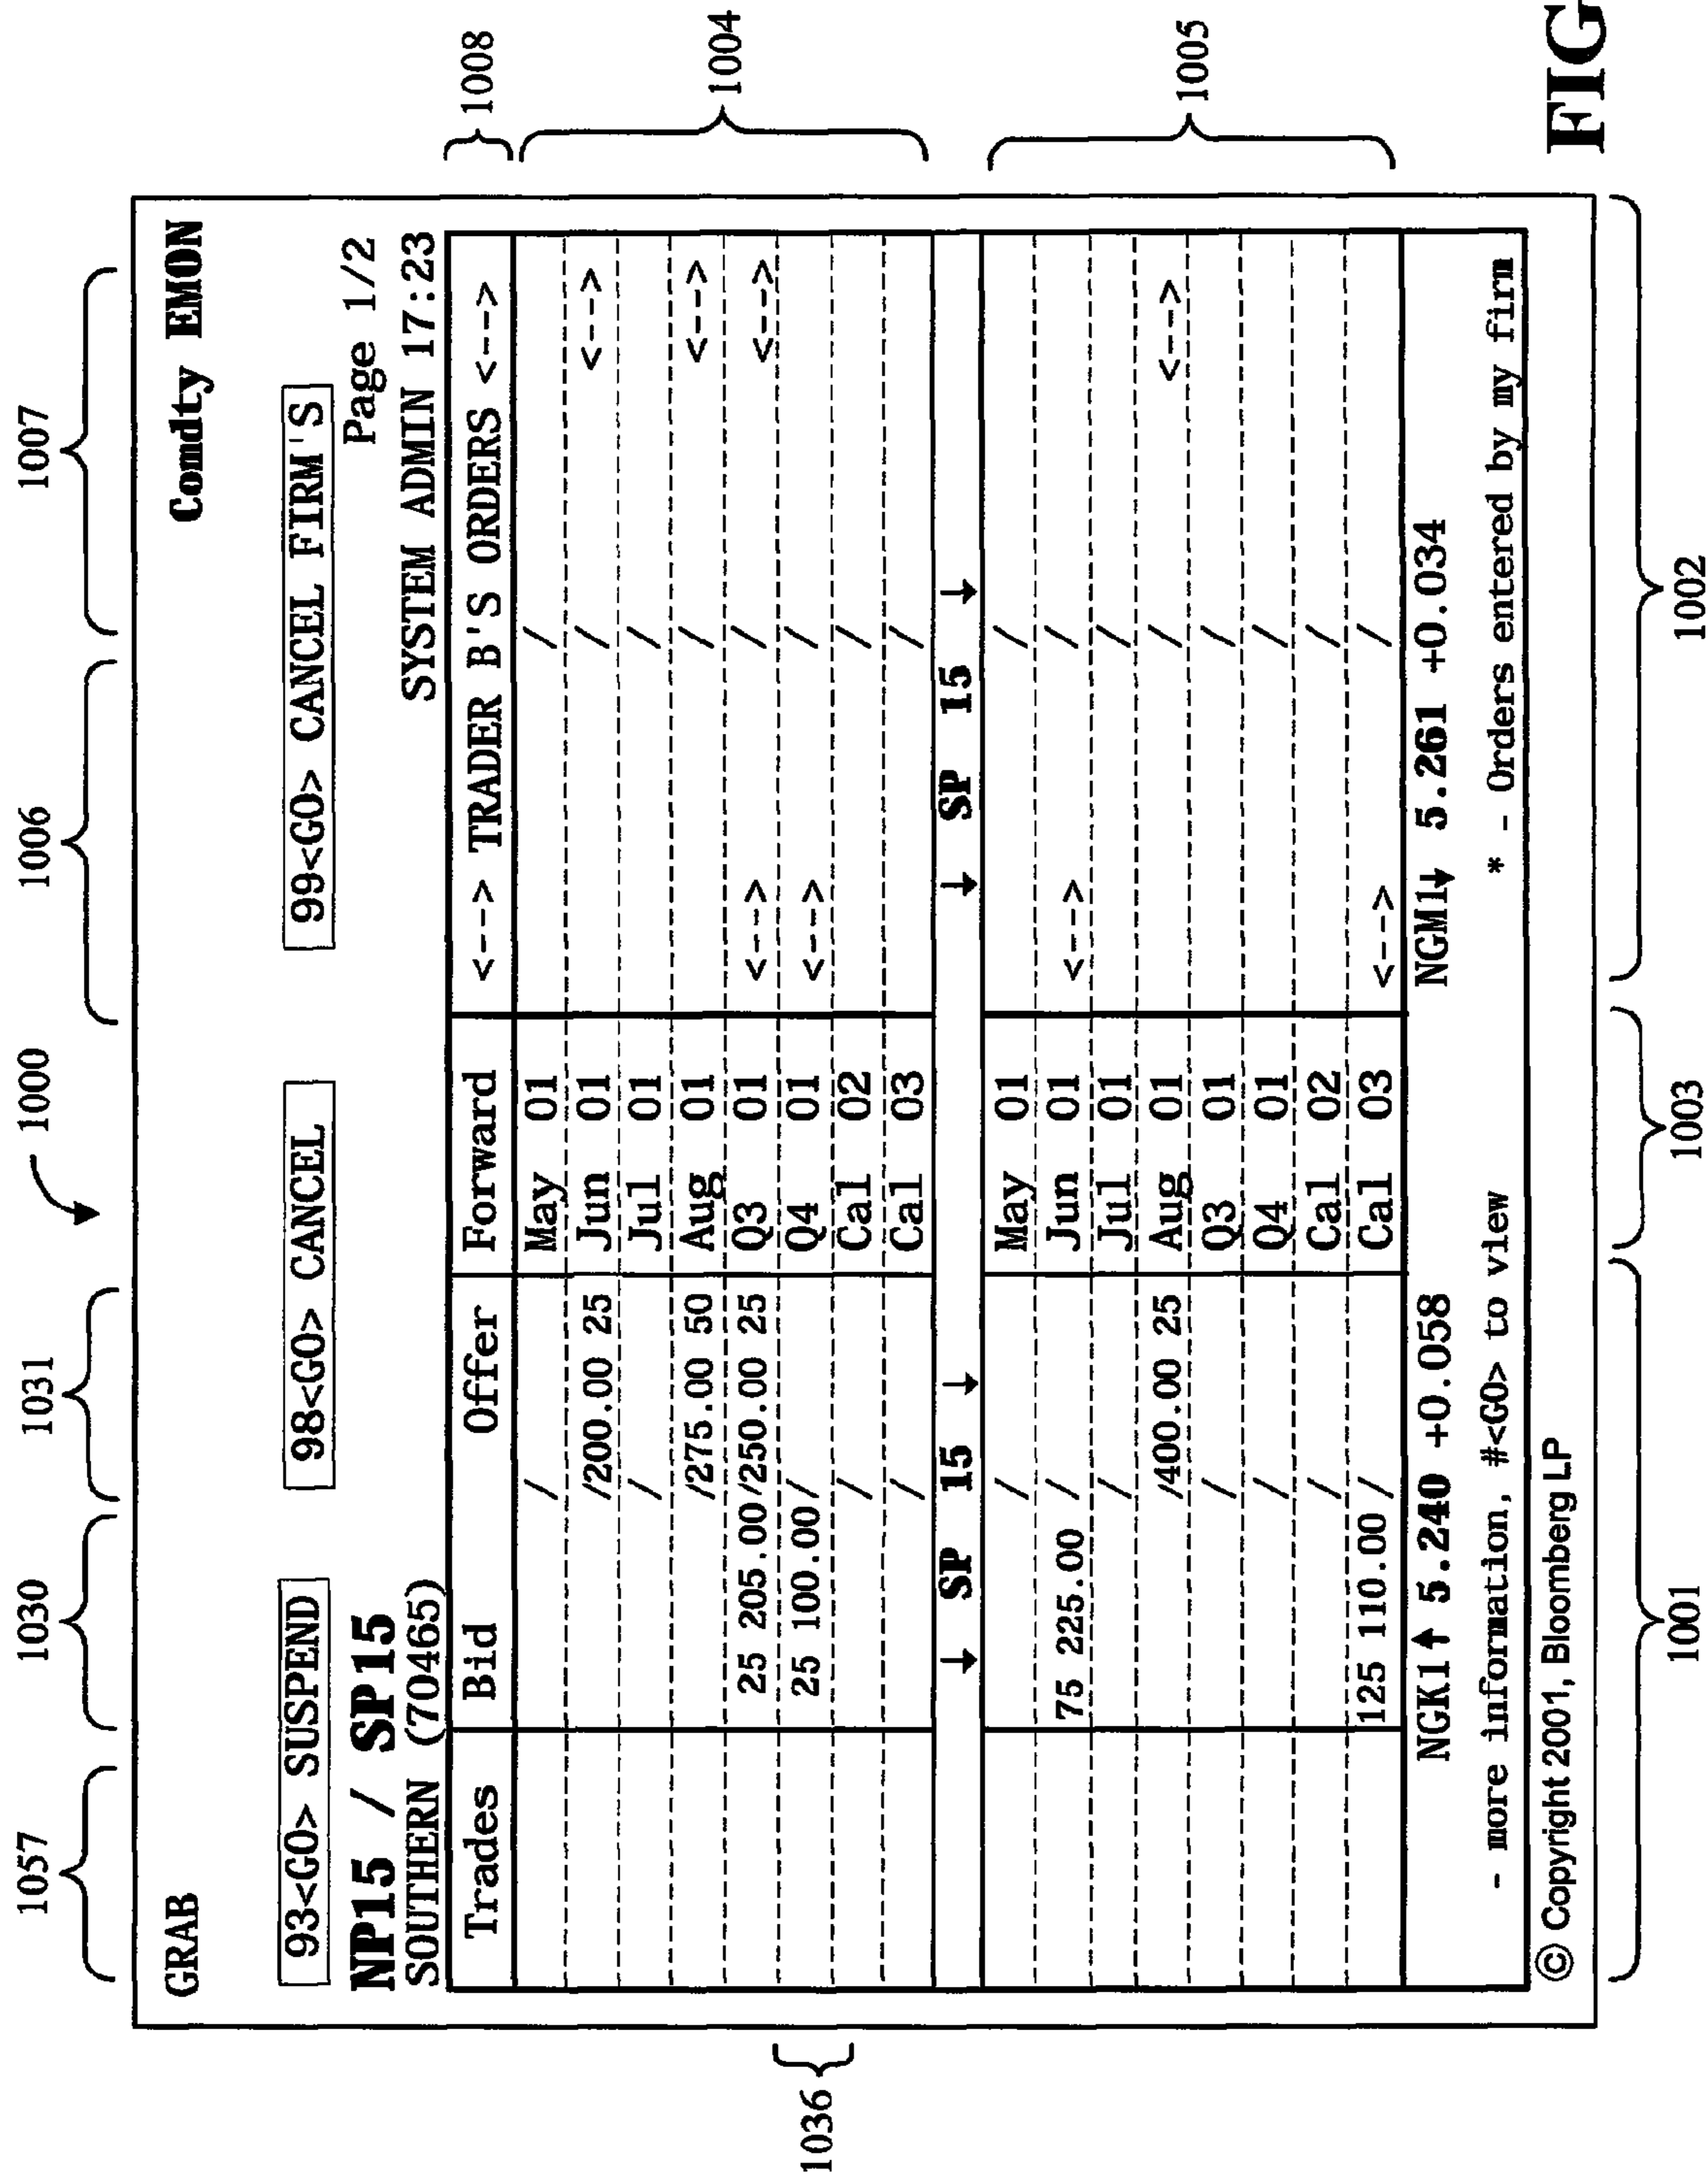 1057 1030 1031 1000 1006 1007
GRAB Comdty EMON
93<GO> SUSPEND 98<GO> CANCEL 99<GO> CANCEL FIRM'S
NP15 / SP15 Page 1/2
SOUTHERN (70465) SYSTEM ADMIN 17:23
Trades Bid Offer Forward <--> TRADER B'S ORDERS <--> 1008
/ May 01 /
/200.00 25 Jun 01 / <-->
/ Jul 01 /
/275.00 50 Aug 01 / <-->
25 205.00/250.00 25 Q3 01 <--> / <-->
1036 25 100.00/ Q4 01 <--> / 1004
/ Cal 02 /
/ Cal 03 /
↓ SP 15 ↓ ↓ SP 15 ↓
/ May 01 /
75 225.00 / Jun 01 <--> /
/ Jul 01 /
/400.00 25 Aug 01 / <-->
/ Q3 01 / 1005
/ Q4 01 /
/ Cal 02 /
125 110.00 / Cal 03 <--> /
NGK1↑ 5.240 +0.058 NGM1↓ 5.261 +0.034
- more information, #<GO> to view * - Orders entered by my firm
© Copyright 2001, Bloomberg LP
1001 1003 1002
FIG